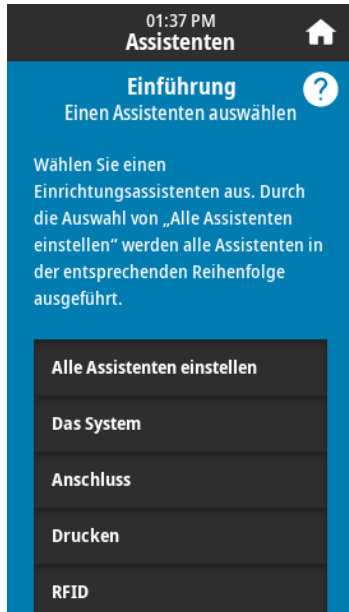 01:37 PM
Assistenten
Einführung
Einen Assistenten auswählen
?
Wählen Sie einen
Einrichtungsassistenten aus. Durch
die Auswahl von „Alle Assistenten
einstellen“ werden alle Assistenten in
der entsprechenden Reihenfolge
ausgeführt.
Alle Assistenten einstellen
Das System
Anschluss
Drucken
RFID